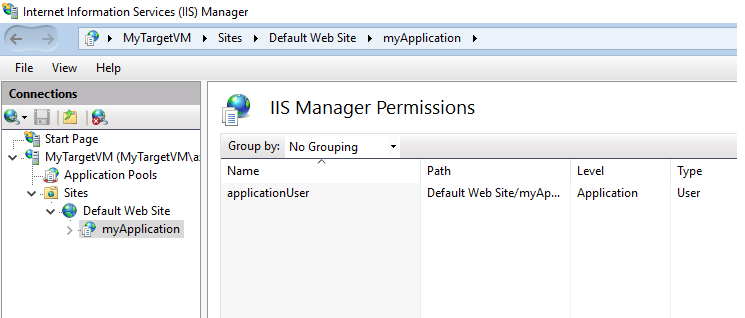 Internet Information Services (IIS) Manager
MyTargetVM Sites Default Web Site myApplication
File View Help
Connections
Start Page
MyTargetVM (MyTargetVM\a
Application Pools
Sites
Default Web Site
myApplication
IIS Manager Permissions
Group by: No Grouping
Name Path Level Type
applicationUser Default Web Site/myAp... Application User